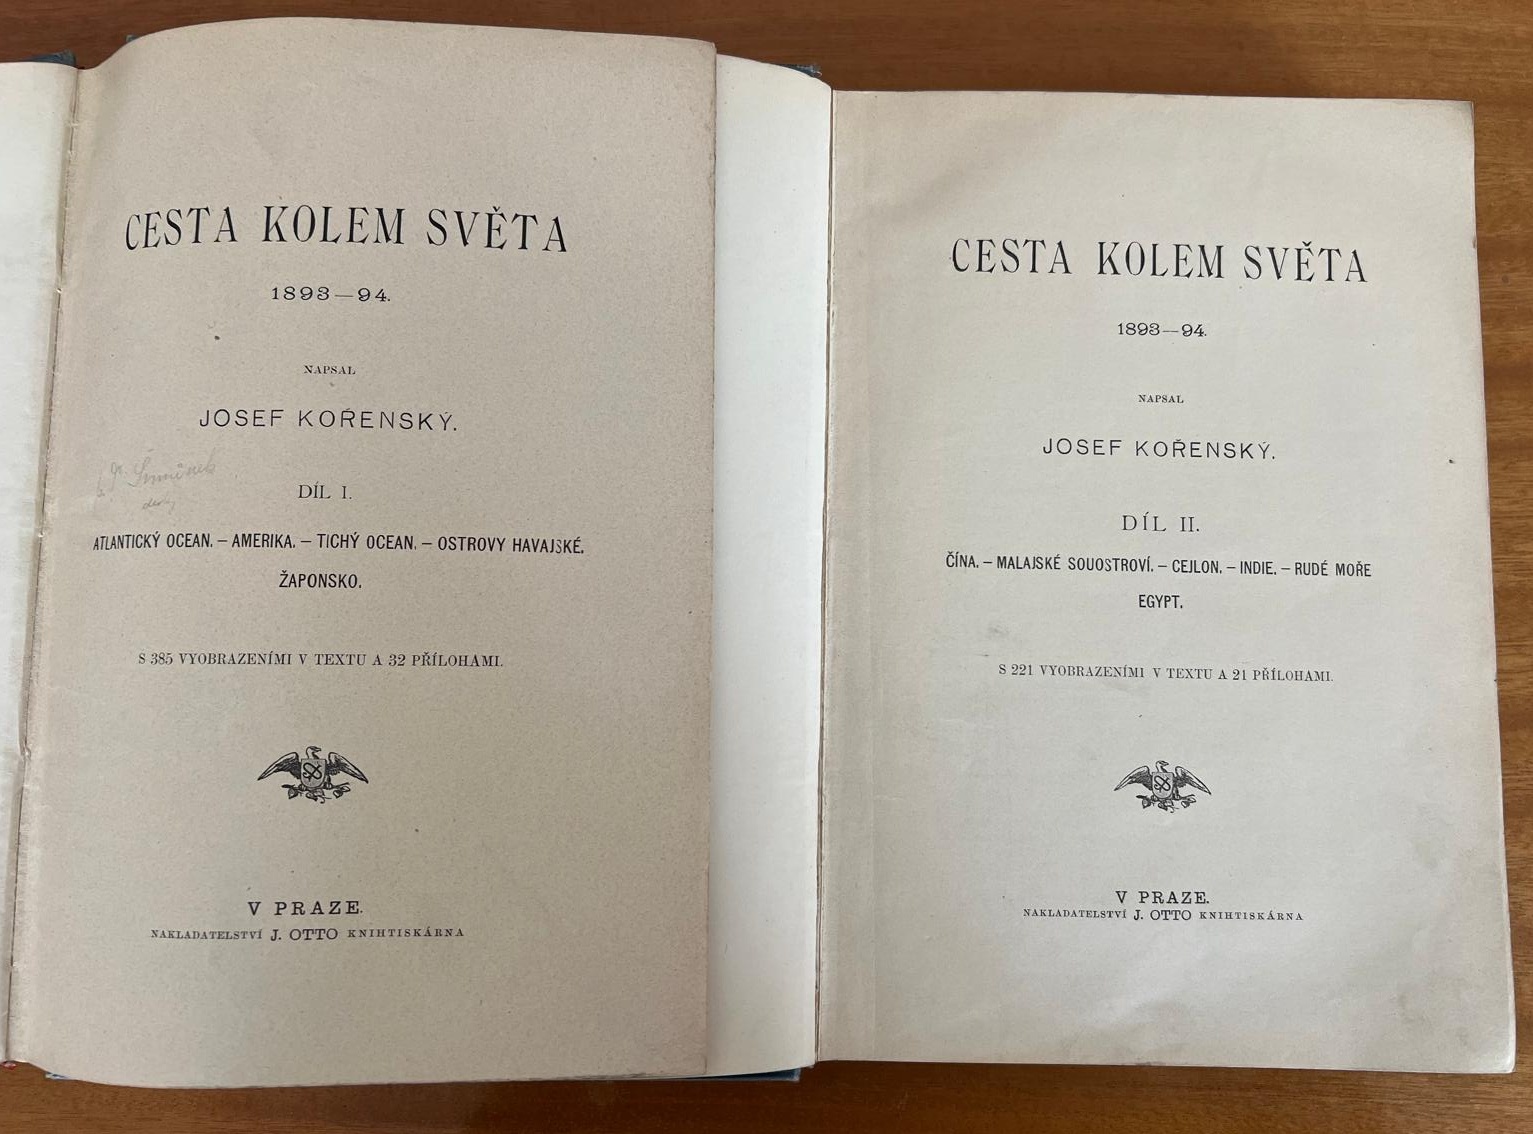 CESTA KOLEM SVĚTA
1893—94.
NAPSAL
JOSEF KOŘENSKÝ.
DÍL I.
ATLANTICKÝ OCEAN. – AMERIKA. – TICHÝ OCEAN. – OSTROVY HAVAJSKÉ.
ŽAPONSKO.
S 385 VYOBRAZENÍMI V TEXTU A 32 PŘÍLOHAMI.
V PRAZE.
NAKLADATELSTVÍ J. OTTO KNIHTISKÁRNA
CESTA KOLEM SVĚTA
1893—94.
NAPSAL
JOSEF KOŘENSKÝ.
DÍL II.
ČÍNA. – MALAJSKÉ SOUOSTROVÍ. – CEJLON. – INDIE. – RUDÉ MOŘE
EGYPT.
S 221 VYOBRAZENÍMI V TEXTU A 21 PŘÍLOHAMI.
V PRAZE.
NAKLADATELSTVÍ J. OTTO KNIHTISKÁRNA